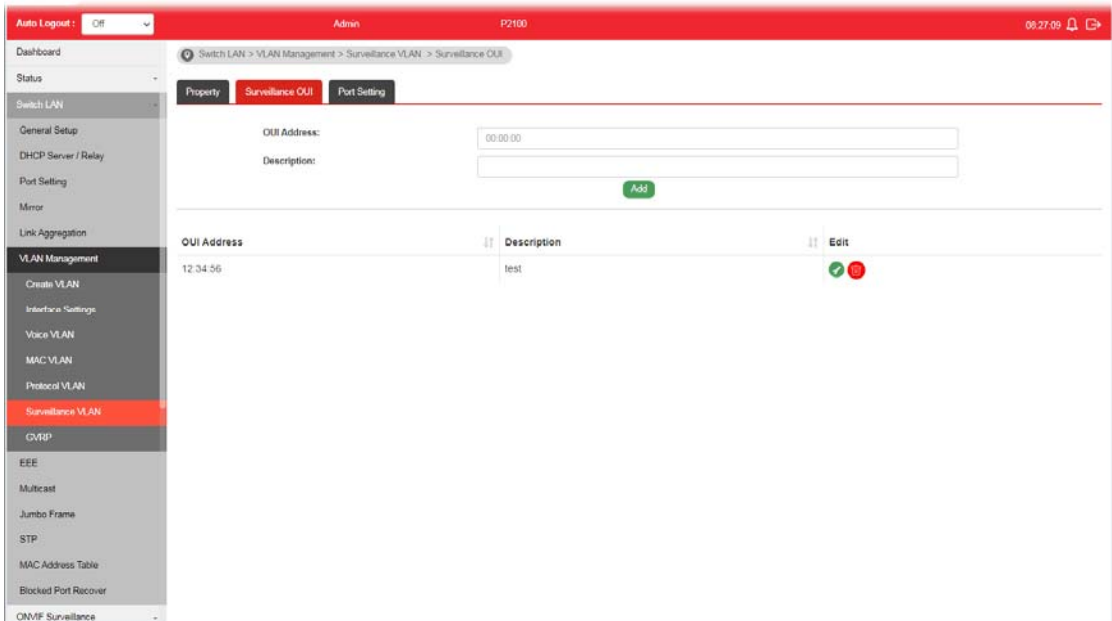 Auto Logout : Off Admin P2100 08:27:09
Dashboard
Status
Switch LAN
General Setup
DHCP Server / Relay
Port Setting
Mirror
Link Aggregation
VLAN Management
Create VLAN
Interface Settings
Voice VLAN
MAC VLAN
Protocol VLAN
Surveillance VLAN
GVRP
EEE
Multicast
Jumbo Frame
STP
MAC Address Table
Blocked Port Recover
ONVIF Surveillance
Switch LAN > VLAN Management > Surveillance VLAN > Surveillance OUI
Property Surveillance OUI Port Setting
OUI Address: 00:00:00
Description:
Add
OUI Address Description Edit
12:34:56 test